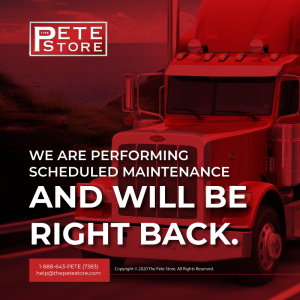 THE
PETE
STORE
WE ARE PERFORMING
SCHEDULED MAINTENANCE
AND WILL BE
RIGHT BACK.
1-888-643-PETE (7383)
help@thepetestore.com
Copyright © 2020 The Pete Store. All Rights Reserved.